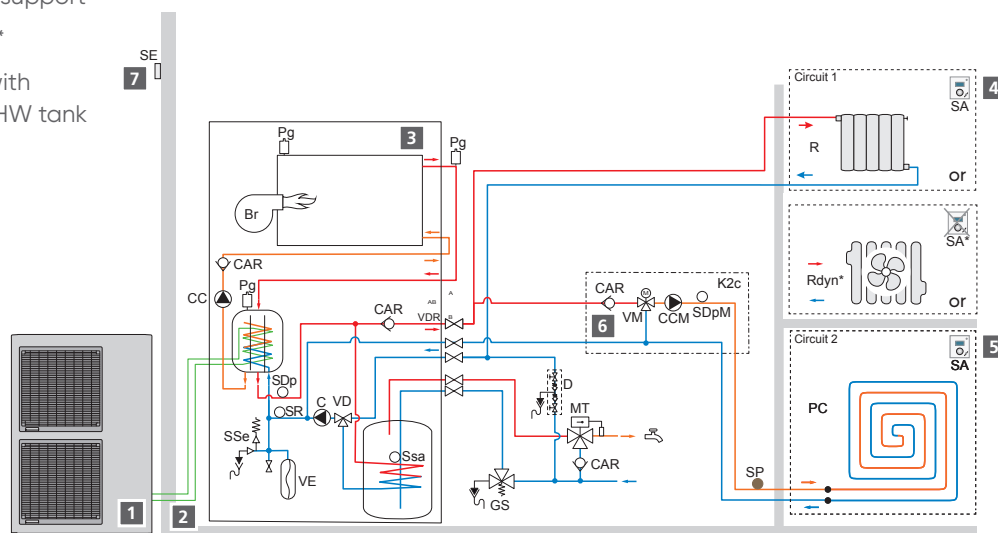 support
*
with
HW tank
SE
7
3
Pg
Pg
Br
CAR
CC
Pg
AB
A
B
VDR
CAR
SDp
SR
C
VD
SSe
VE
Ssa
GS
D
MT
CAR
K2c
CAR
VM
M
CCM
SDpM
6
SP
Circuit 1
4
SA
R
or
SA*
Rdyn*
or
Circuit 2
5
SA
PC
1
2